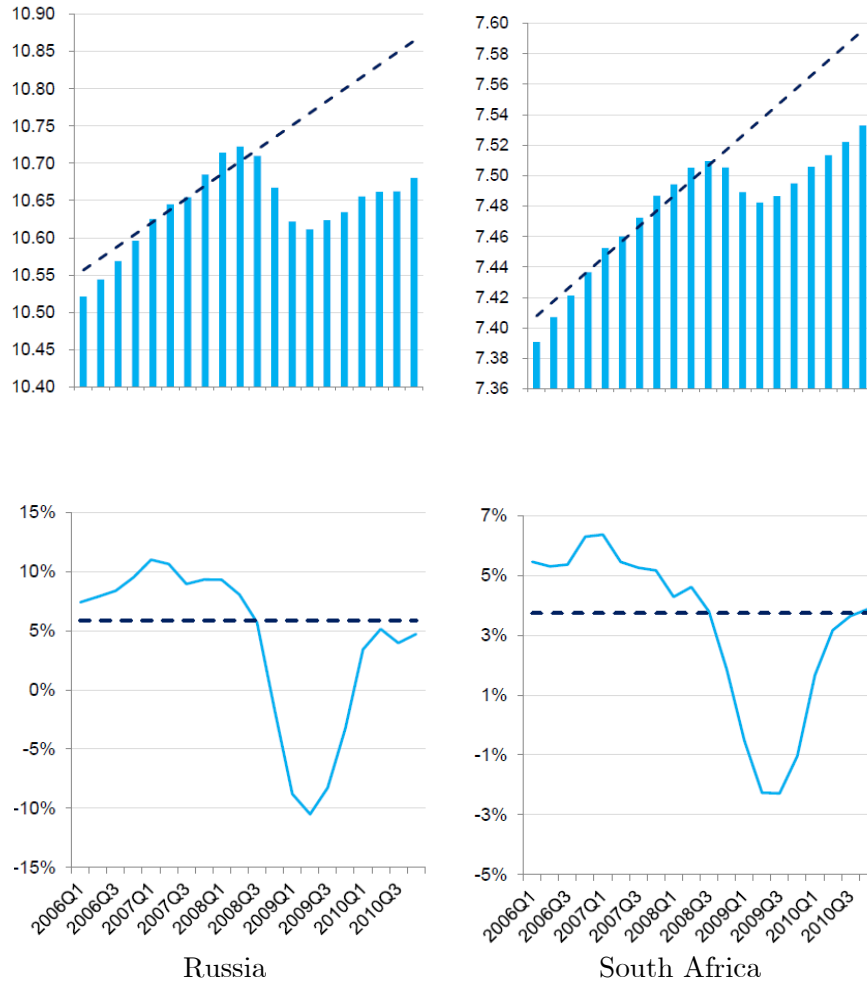 10.90
10.85
10.80
10.75
10.70
10.65
10.60
10.55
10.50
10.45
10.40
7.60
7.58
7.56
7.54
7.52
7.50
7.48
7.46
7.44
7.42
7.40
7.38
7.36
15%
10%
5%
0%
-5%
-10%
-15%
2006Q1
2006Q3
2007Q1
2007Q3
2008Q1
2008Q3
2009Q1
2009Q3
2010Q1
2010Q3
Russia
7%
5%
3%
1%
-1%
-3%
-5%
2006Q1
2006Q3
2007Q1
2007Q3
2008Q1
2008Q3
2009Q1
2009Q3
2010Q1
2010Q3
South Africa